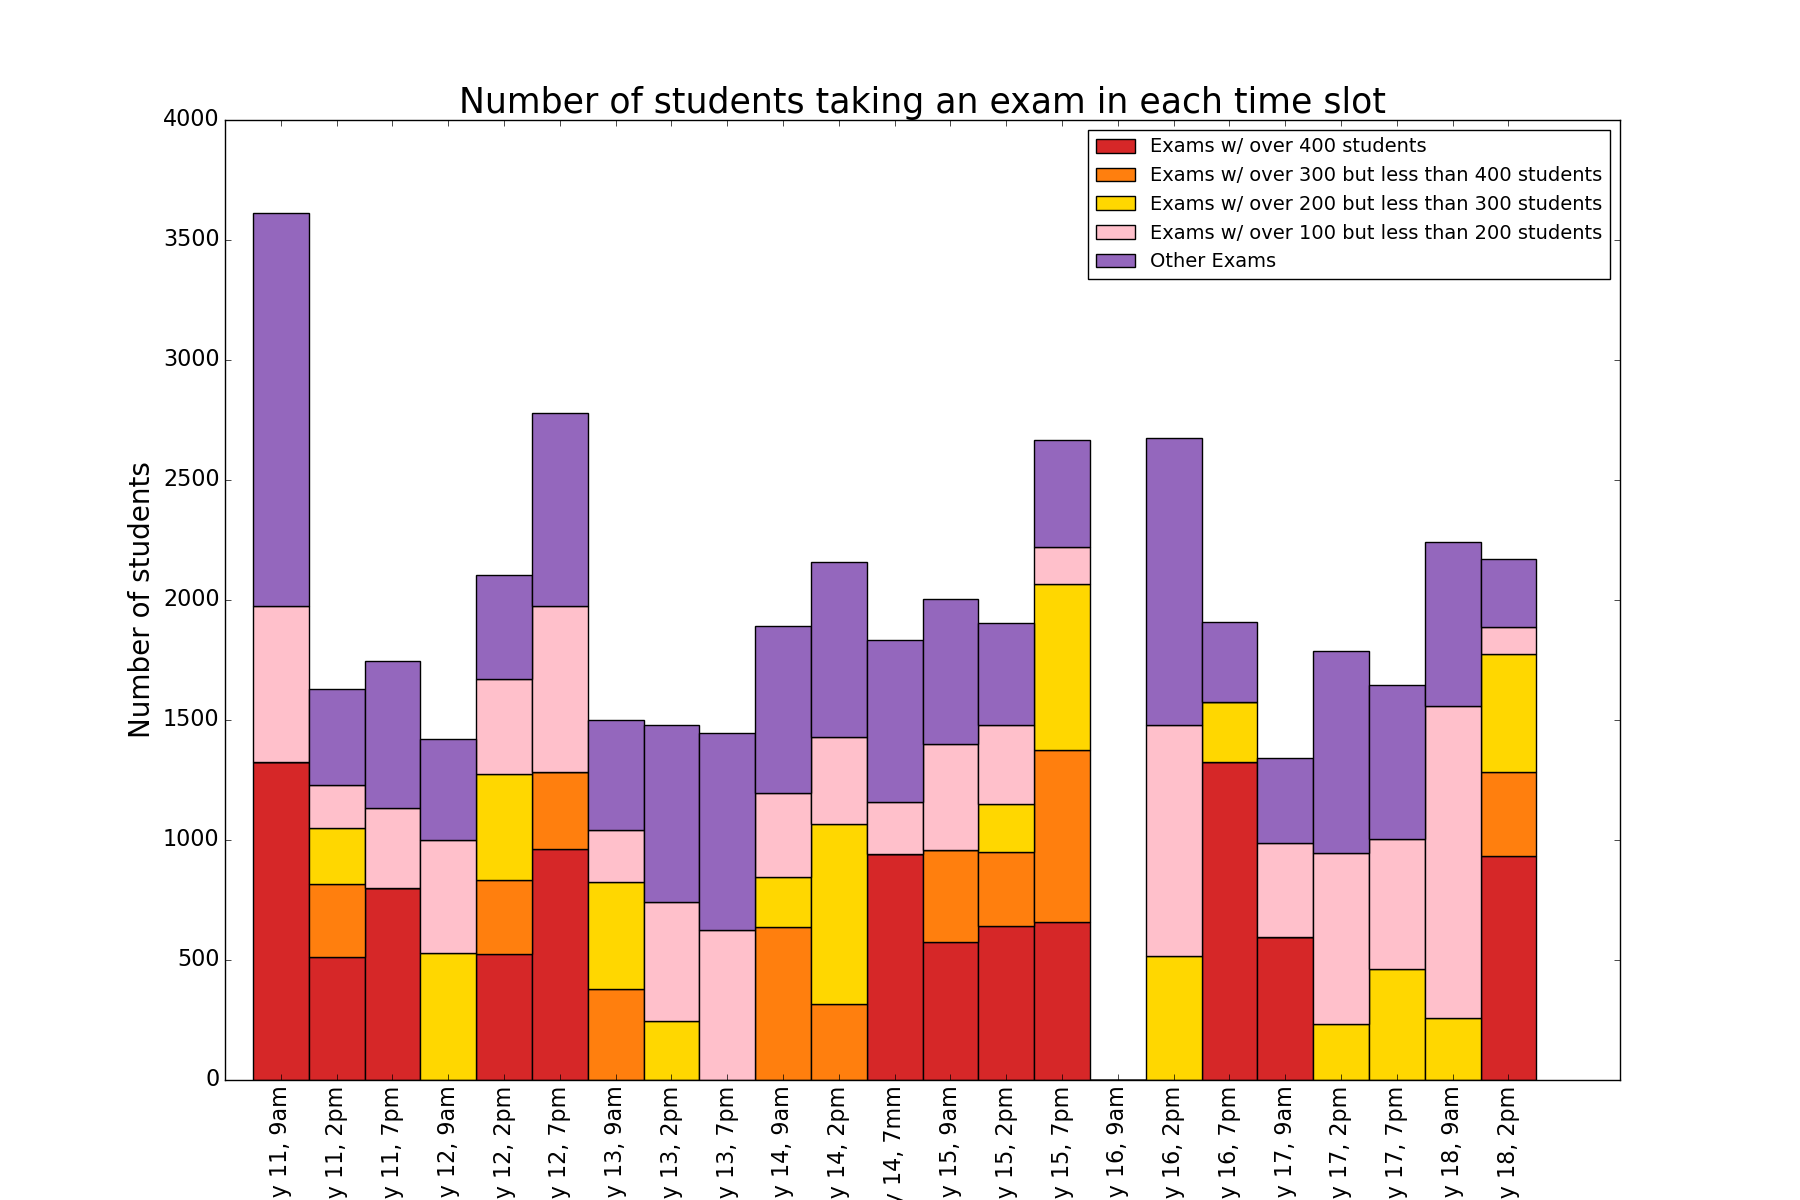 Number of students taking an exam in each time slot
Exams w/ over 400 students
Exams w/ over 300 but less than 400 students
Exams w/ over 200 but less than 300 students
Exams w/ over 100 but less than 200 students
Other Exams
Number of students
4000
3500
3000
2500
2000
1500
1000
500
0
y 11, 9am
y 11, 2pm
y 11, 7pm
y 12, 9am
y 12, 2pm
y 12, 7pm
y 13, 9am
y 13, 2pm
y 13, 7pm
y 14, 9am
y 14, 2pm
y 14, 7mm
y 15, 9am
y 15, 2pm
y 15, 7pm
y 16, 9am
y 16, 2pm
y 16, 7pm
y 17, 9am
y 17, 2pm
y 17, 7pm
y 18, 9am
y 18, 2pm